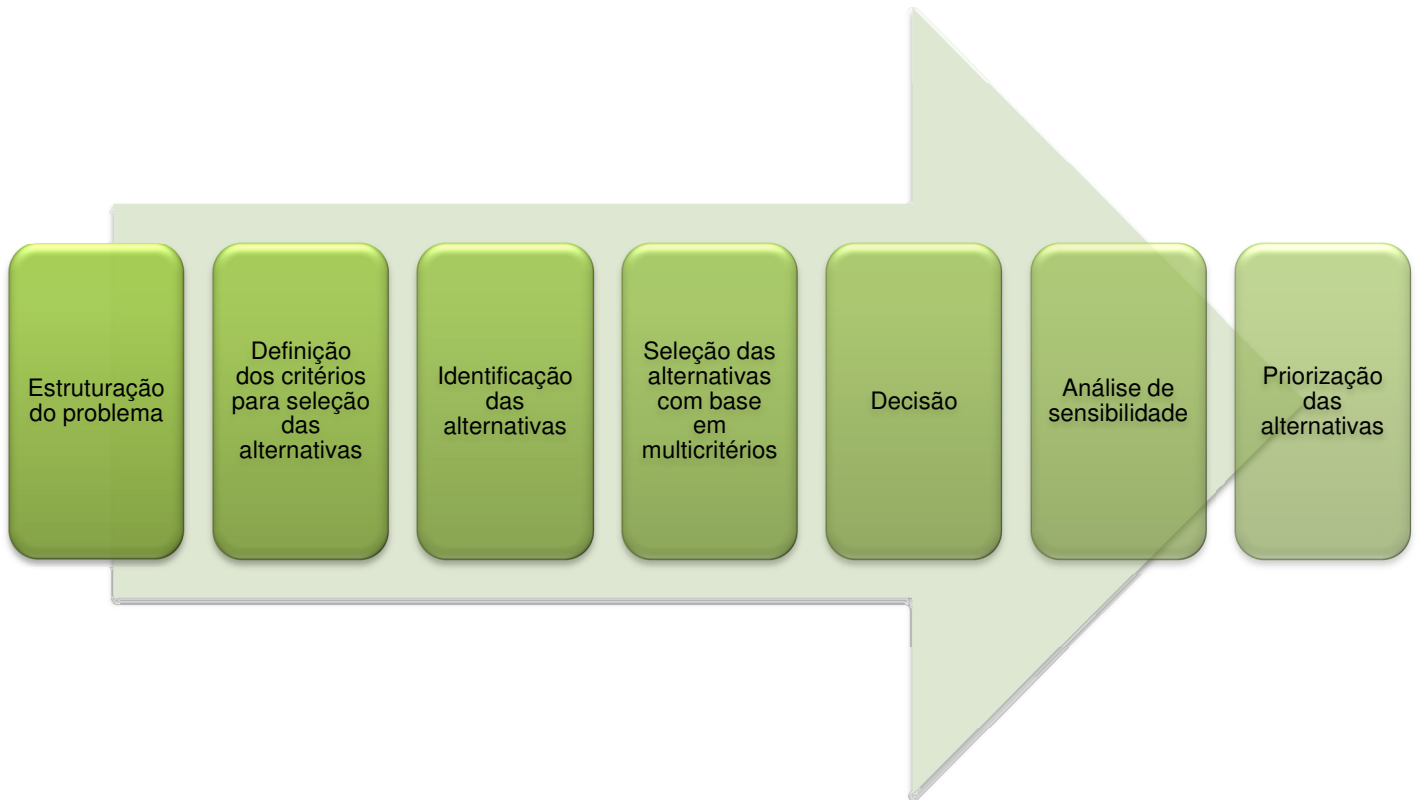 Estruturação
do problema
Definição
dos critérios
para seleção
das
alternativas
Identificação
das
alternativas
Seleção das
alternativas
com base
em
multicritérios
Decisão
Análise de
sensibilidade
Priorização
das
alternativas